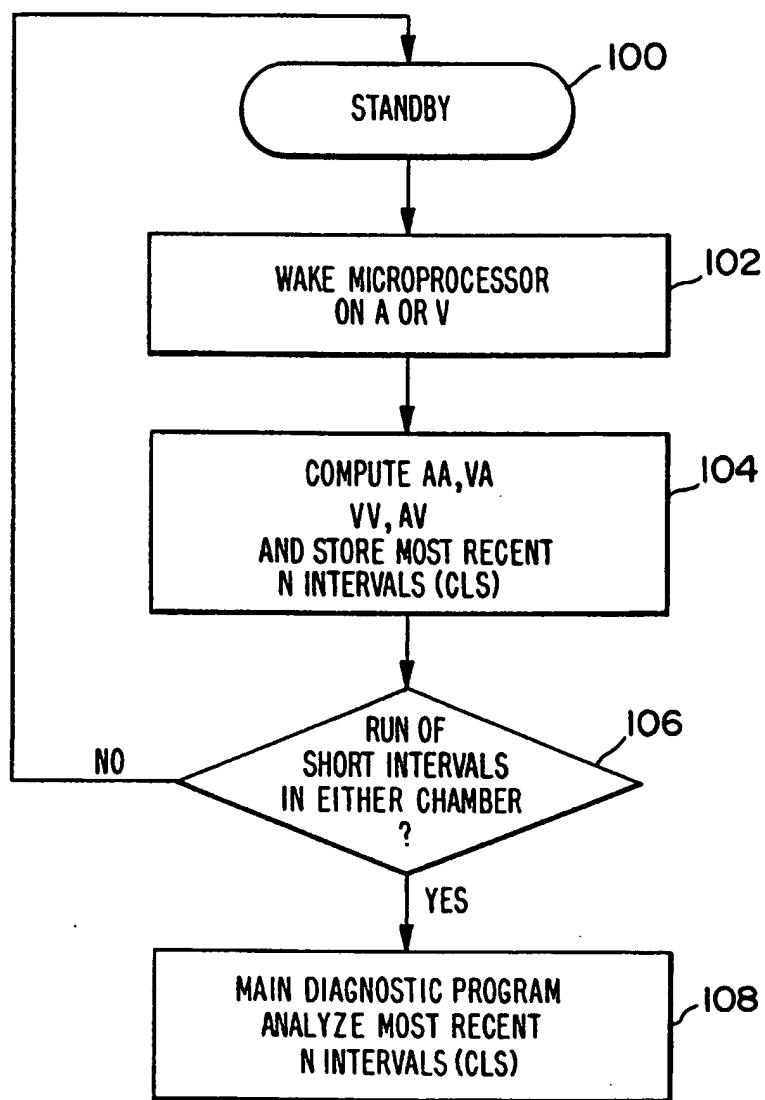 100
STANDBY
102
WAKE MICROPROCESSOR
ON A OR V
104
COMPUTE AA, VA
VV, AV
AND STORE MOST RECENT
N INTERVALS (CLS)
106
RUN OF
SHORT INTERVALS
IN EITHER CHAMBER
?
NO
YES
108
MAIN DIAGNOSTIC PROGRAM
ANALYZE MOST RECENT
N INTERVALS (CLS)